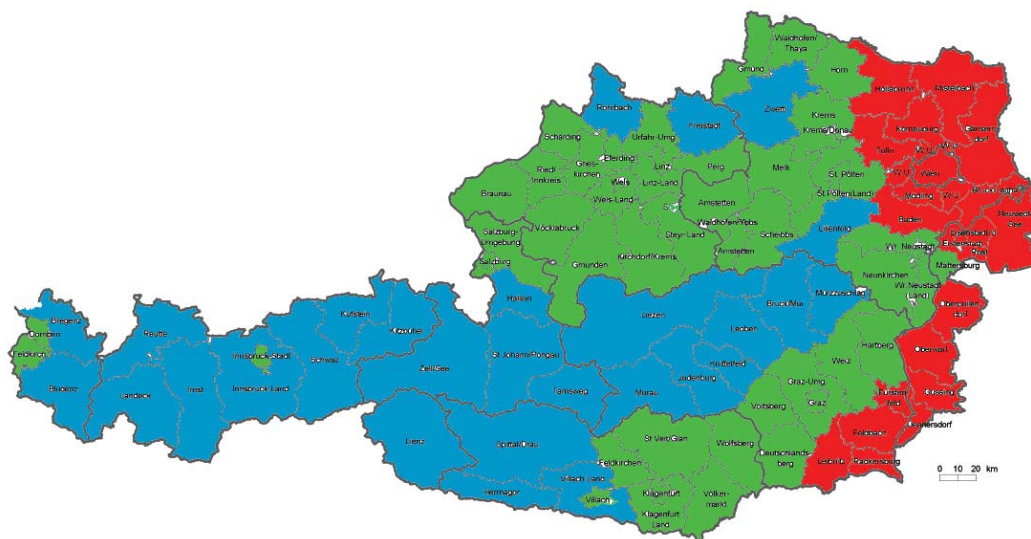 Waidhofen/
Thaya
Gmünd
Horn
Hollabrunn
Mistelbach
Rohrbach
Zwettl
Freistadt
Krems
Krems/Donau
Korneuburg
Gänsern
dorf
Schärding
Urfahr-Umg
Tulln
W.U.
Ried/
Innkreis
Gries-
kirchen
Eferding
Linz
Perg
Melk
St. Pölten
W.U.
Wien
Wels
Linz-Land
St.Pölten(Land)
Mödling
W.U.
Braunau
Wels-Land
Amstetten
Baden
Neusiedl/
See
Waidhofen/Ybbs
Lilienfeld
Eisenstadt
Salzburg-
Umgebung
Vöcklabruck
Steyr-Land
Scheibbs
Wr. Neustadt
Rust
Amstetten
Mattersburg
Salzburg
Gmunden
Kirchdorf/Krems
Neunkirchen
Wr.Neustadt
(Land)
Hallein
Bruck/Mur
Mürzzuschlag
Oberpullen
dorf
Bregenz
Kufstein
Liezen
Dornbirn
Reutte
Kitzbühel
Leoben
Feldkirch
Innsbruck-Stadt
Schwaz
St.Johann/Pongau
Hartberg
Oberwart
Zell/See
Knittelfeld
Weiz
Bludenz
Imst
Innsbruck-Land
Judenburg
Graz-Umg.
Landeck
Tamsweg
Murau
Voitsberg
Graz
Fürsten
feld
Güssing
Jennersdorf
Feldbach
Lienz
Spittal/Drau
St.Veit/Glan
Wolfsberg
Deutschlands-
berg
Leibnitz
Radkersburg
Feldkirchen
0 10 20 km
Villach Land
Hermagor
Villach
Klagenfurt
Völker-
markt
Klagenfurt
Land